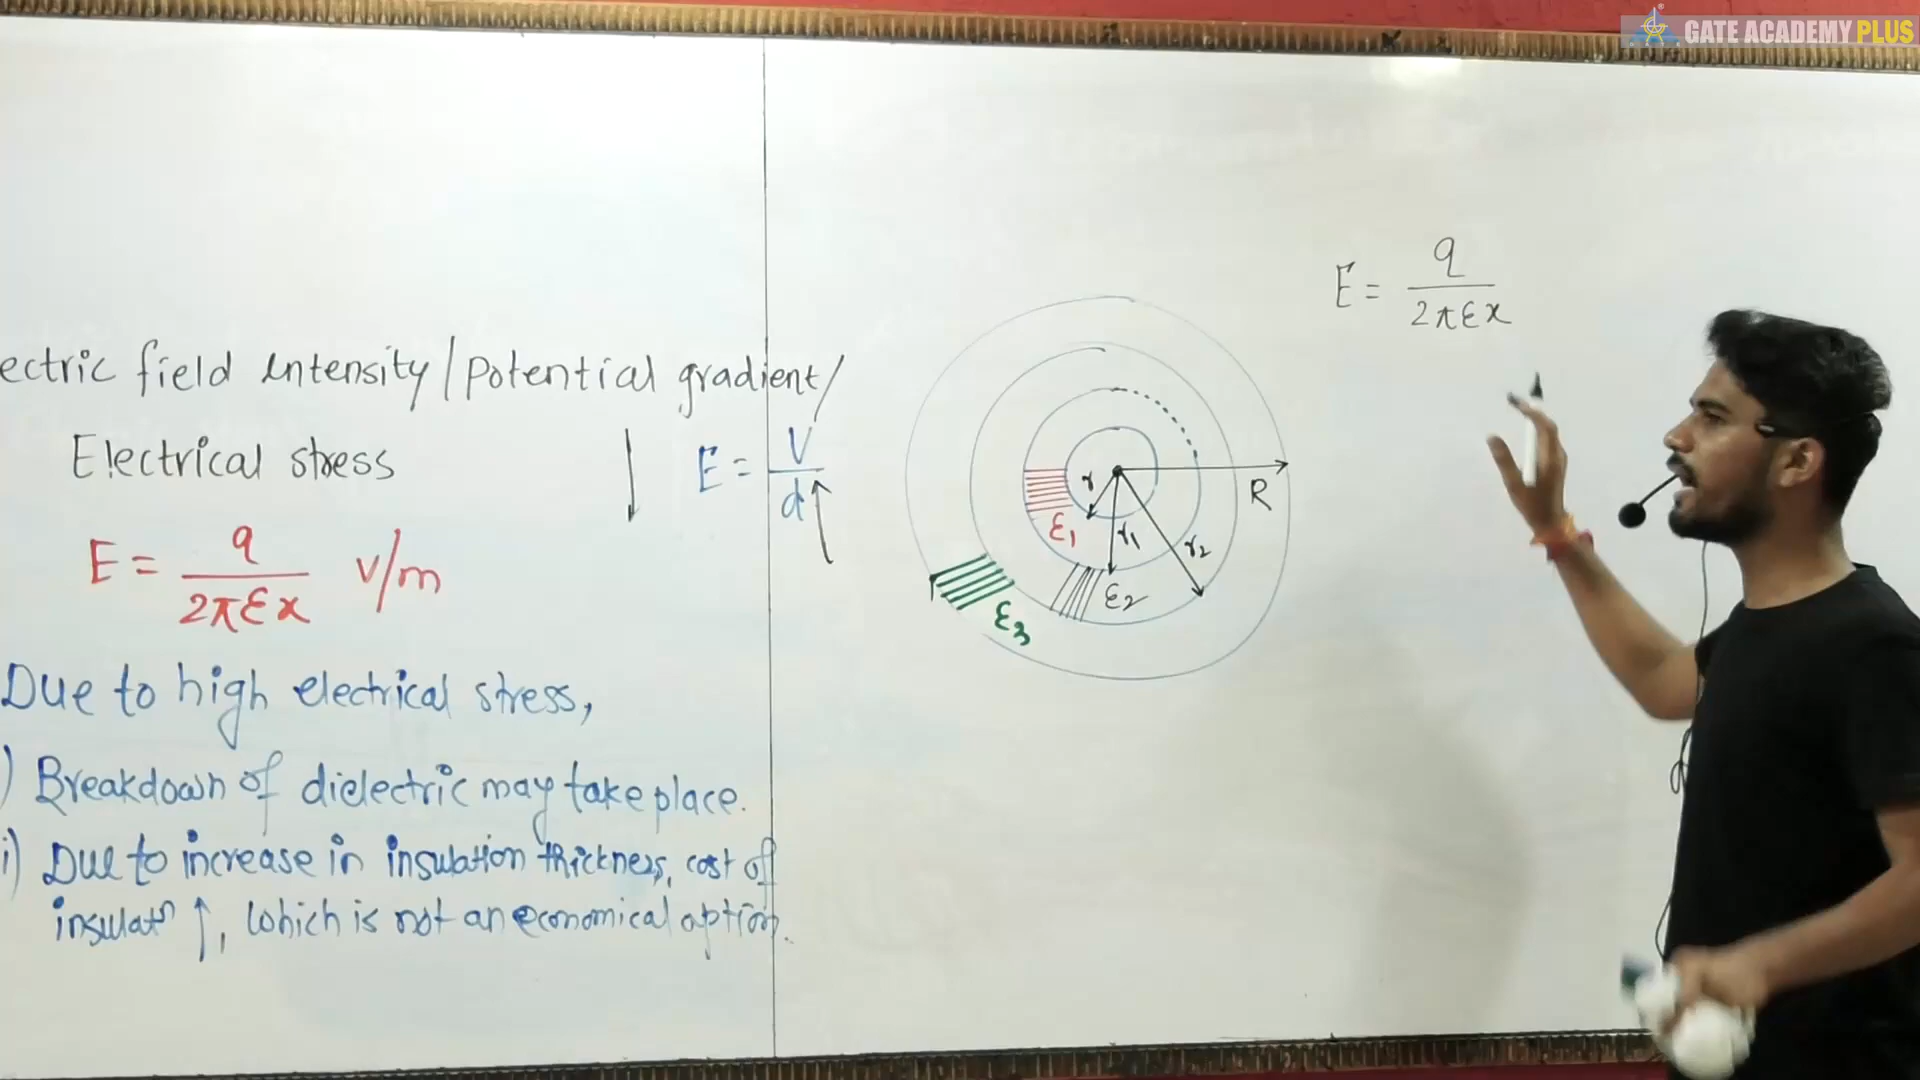 GATE ACADEMY PLUS
ectric field intensity/potential gradient/
Electrical stress
E = q/2πεx v/m
E = V/d
Due to high electrical stress,
) Breakdown of dielectric may take place.
i) Due to increase in insulation thickness, cost of
insulatn ↑, which is not an economical option.
r
r1
r2
R
ε1
ε2
ε3
E = q/2πεx